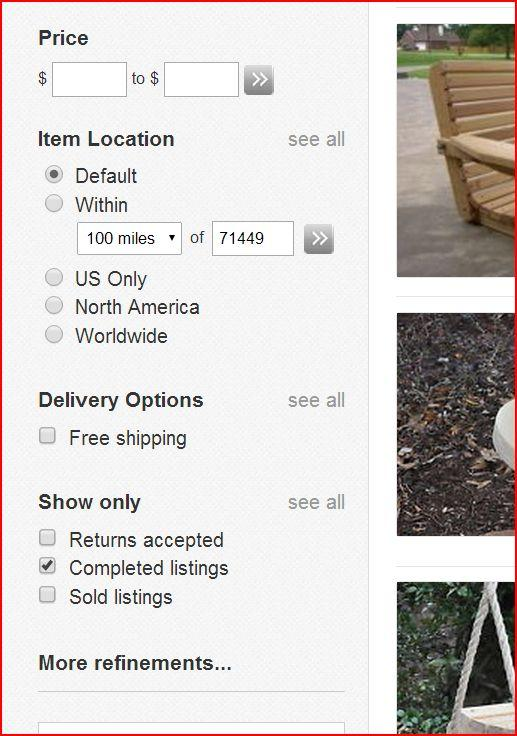 Price
$ to $
Item Location see all
Default
Within
100 miles of 71449
US Only
North America
Worldwide
Delivery Options see all
Free shipping
Show only see all
Returns accepted
Completed listings
Sold listings
More refinements...